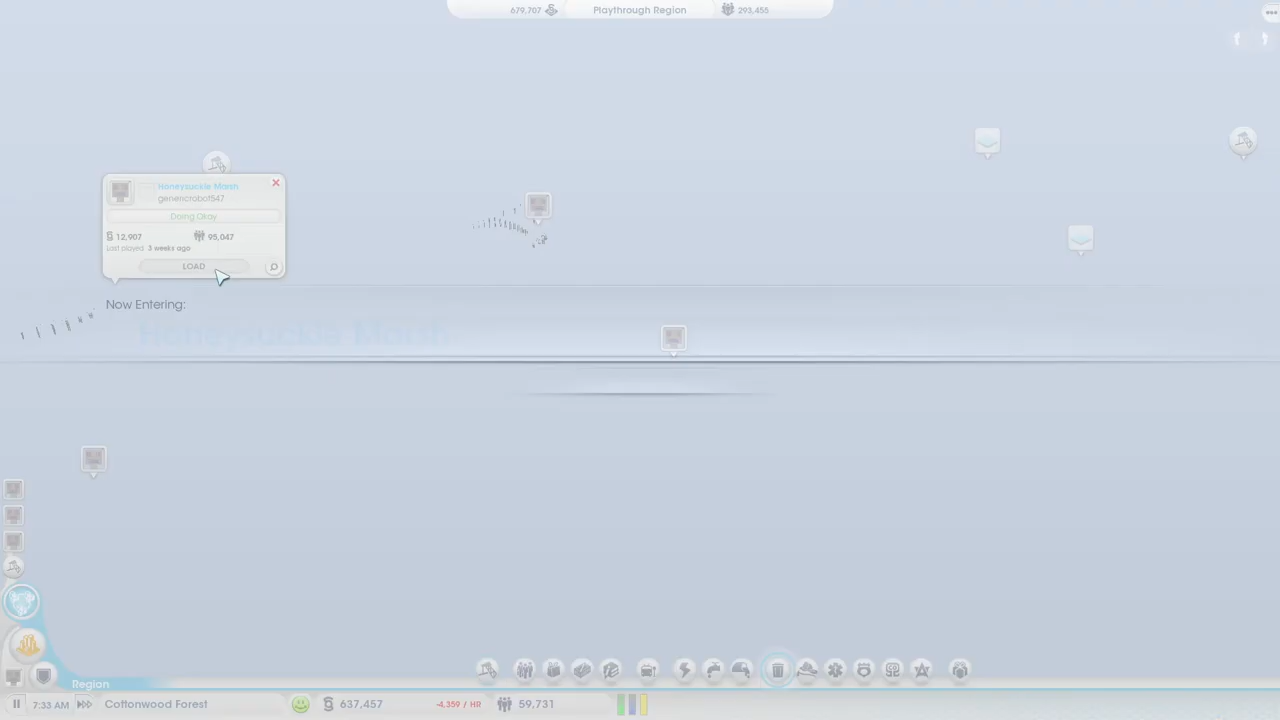 679,707
Playthrough Region
293,455
Honeysuckle Marsh
genericrobot547
Doing Okay
12,907
95,047
Last played: 3 weeks ago
LOAD
Now Entering:
Honeysuckle Marsh
Region
7:33 AM
Cottonwood Forest
637,457
-4,359 / HR
59,731